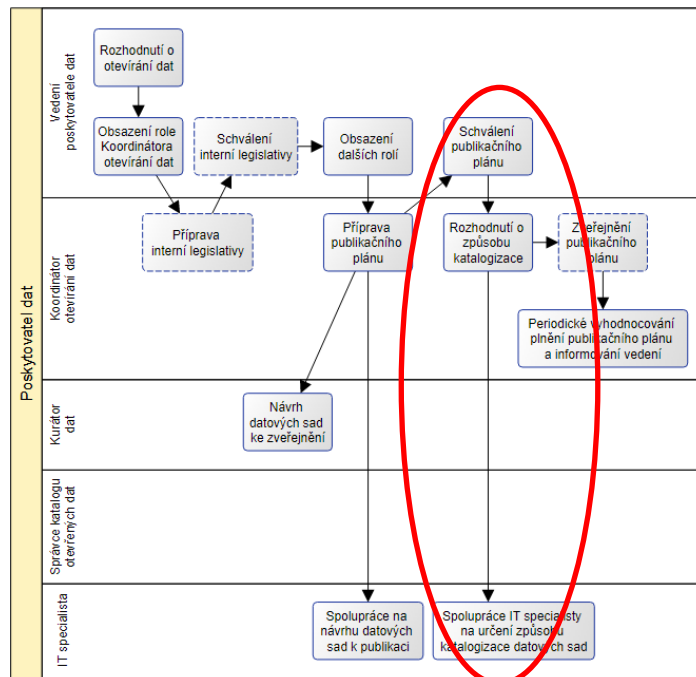 Poskytovatel dat
Vedení
poskytovatele dat
Rozhodnutí o
otevírání dat
Obsazení role
Koordinátora
otevírání dat
Schválení
interní legislativy
Obsazení
dalších rolí
Schválení
publikačního
plánu
Koordinátor
otevírání dat
Příprava
interní legislativy
Příprava
publikačního
plánu
Rozhodnutí o
způsobu
katalogizace
Zveřejnění
publikačního
plánu
Periodické vyhodnocování
plnění publikačního plánu
a informování vedení
Kurátor
dat
Návrh
datových sad
ke zveřejnění
Správce katalogu
otevřených dat
IT specialista
Spolupráce na
návrhu datových
sad k publikaci
Spolupráce IT specialisty
na určení způsobu
katalogizace datových sad